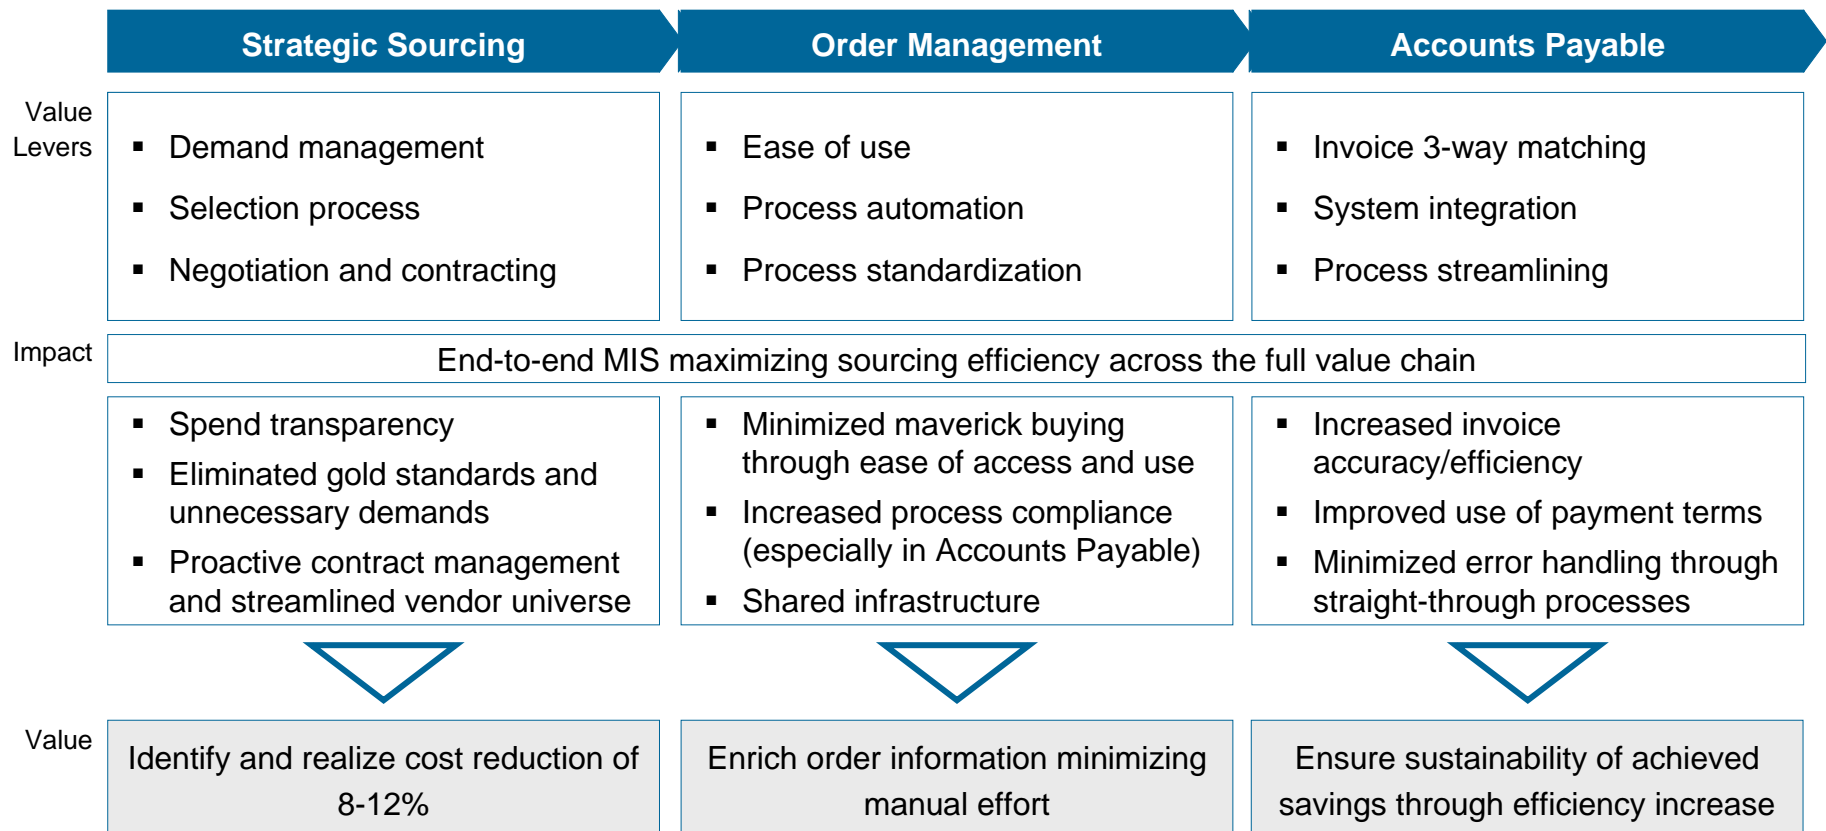 Strategic Sourcing
Order Management
Accounts Payable
Value
Levers
▪ Demand management
▪ Selection process
▪ Negotiation and contracting
▪ Ease of use
▪ Process automation
▪ Process standardization
▪ Invoice 3-way matching
▪ System integration
▪ Process streamlining
Impact
End-to-end MIS maximizing sourcing efficiency across the full value chain
▪ Spend transparency
▪ Eliminated gold standards and
unnecessary demands
▪ Proactive contract management
and streamlined vendor universe
▪ Minimized maverick buying
through ease of access and use
▪ Increased process compliance
(especially in Accounts Payable)
▪ Shared infrastructure
▪ Increased invoice
accuracy/efficiency
▪ Improved use of payment terms
▪ Minimized error handling through
straight-through processes
Value
Identify and realize cost reduction of
8-12%
Enrich order information minimizing
manual effort
Ensure sustainability of achieved
savings through efficiency increase